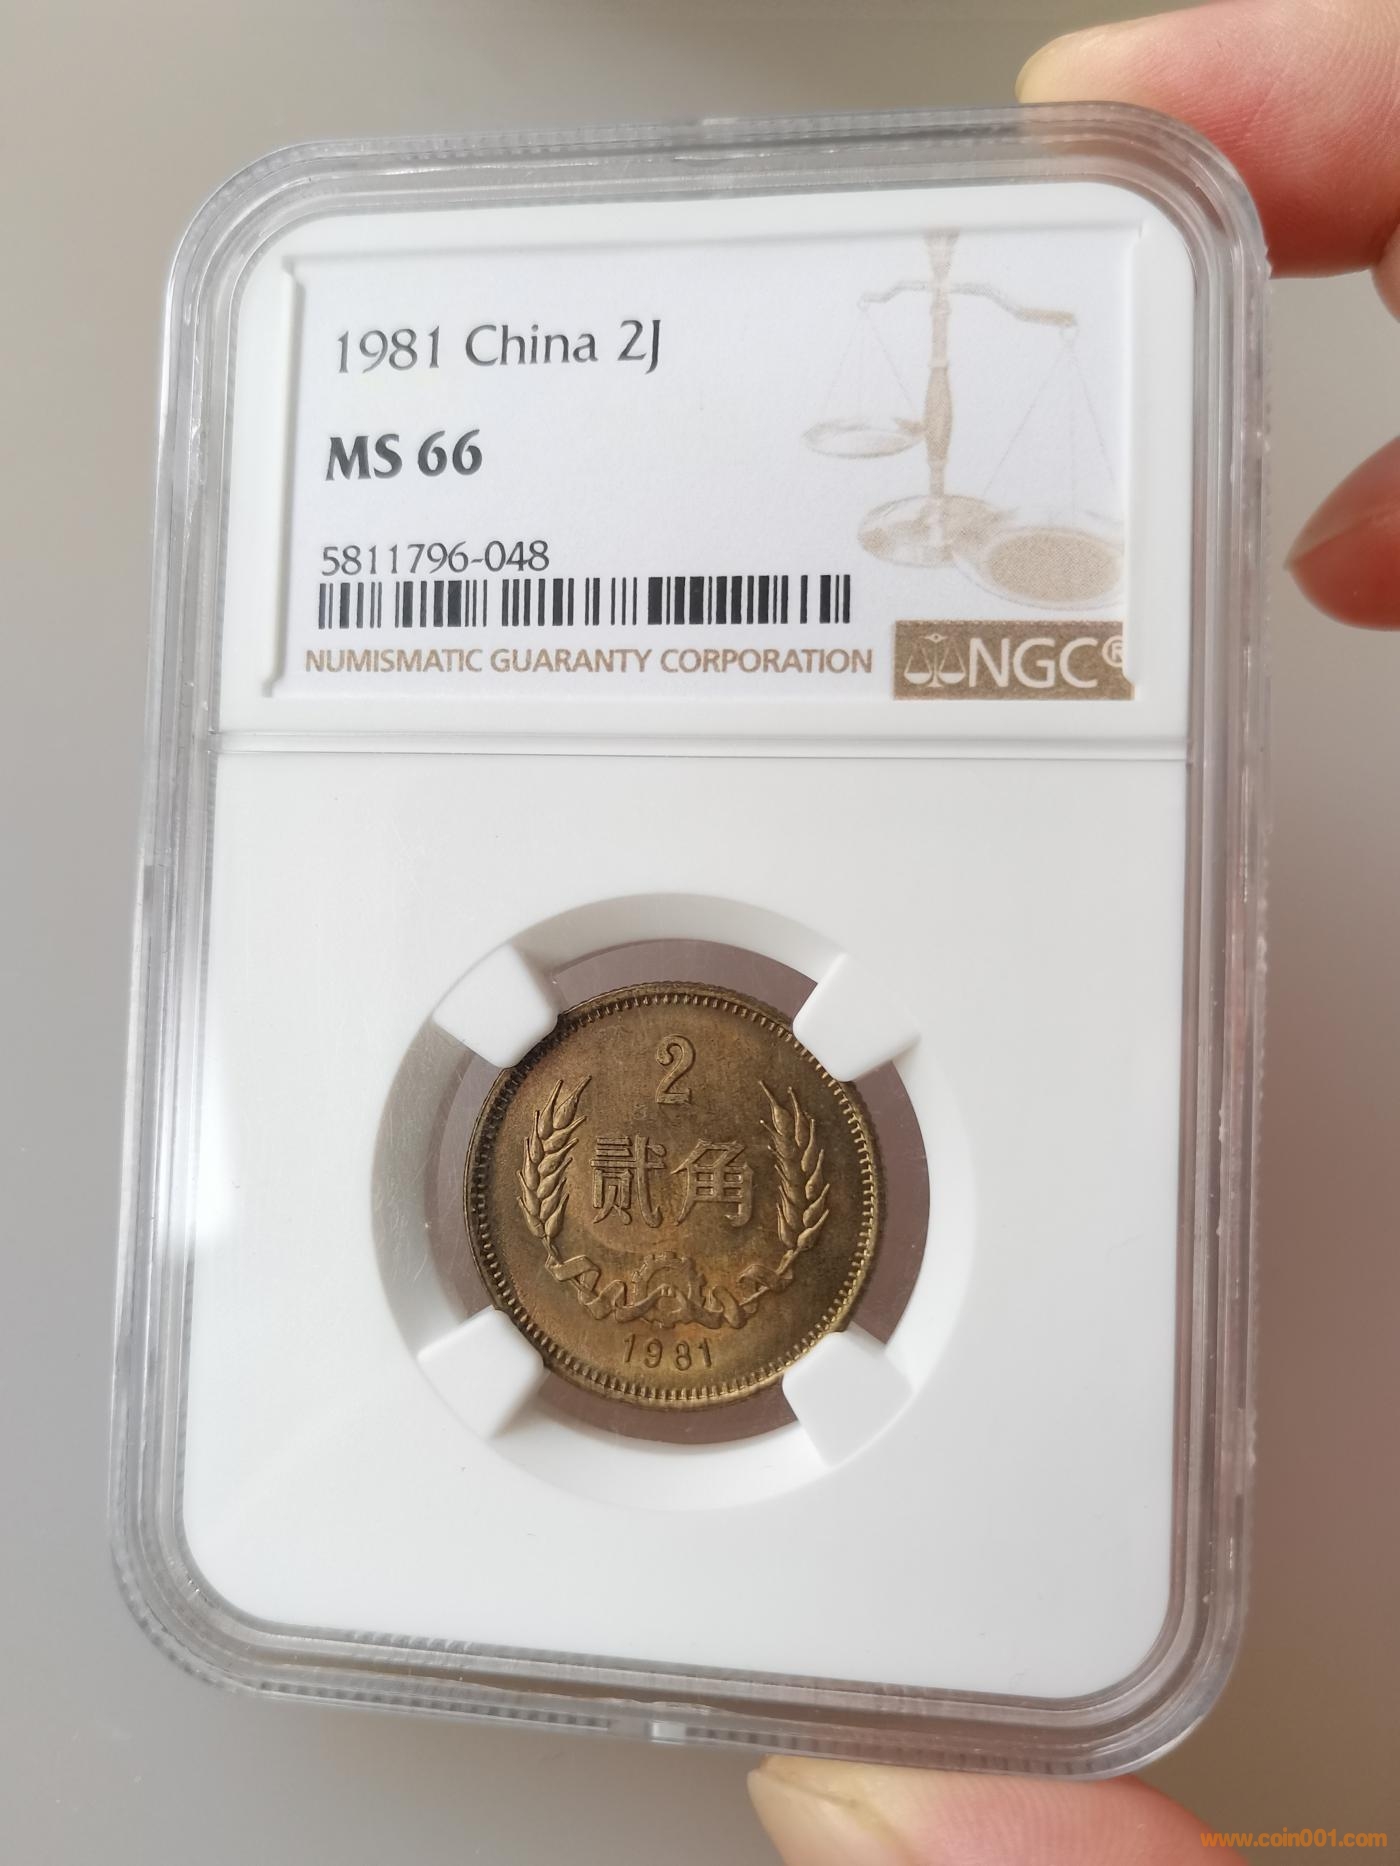 1981 China 2J
MS 66
5811796-048
NUMISMATIC GUARANTY CORPORATION
NGC®
2
贰角
1981
www.coin001.com